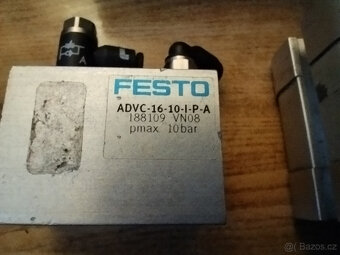 A
FESTO
ADVC-16-10-I-P-A
188109 VN08
pmax. 10bar
©Bazos.cz